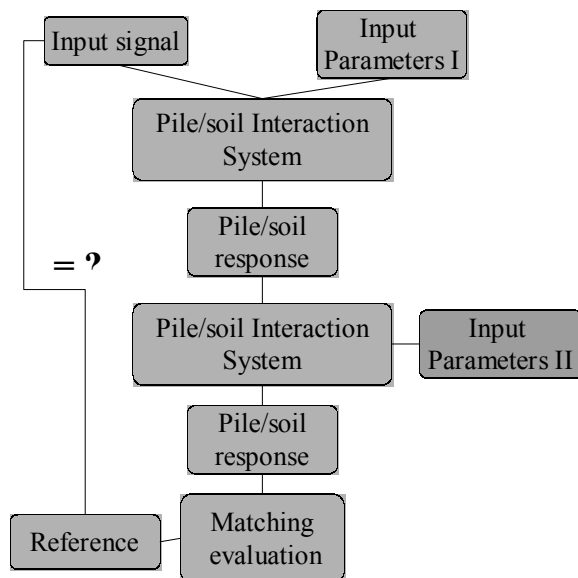 Input signal
Input
Parameters I
Pile/soil Interaction
System
Pile/soil
response
= ?
Pile/soil Interaction
System
Input
Parameters II
Pile/soil
response
Reference
Matching
evaluation